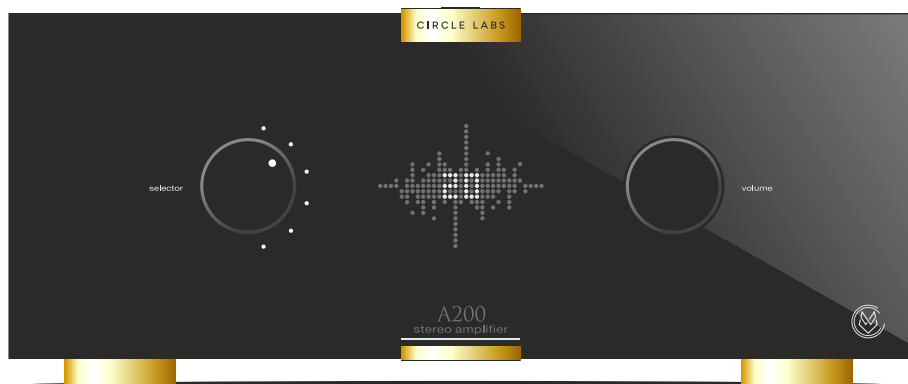 CIRCLE LABS
selector
volume
A200
stereo amplifier